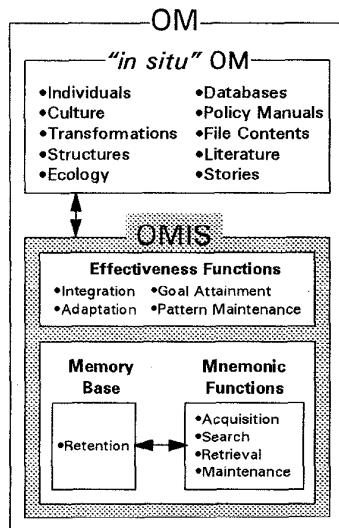 OM
"in situ" OM
•Individuals •Databases
•Culture •Policy Manuals
•Transformations •File Contents
•Structures •Literature
•Ecology •Stories
OMIS
Effectiveness Functions
•Integration •Goal Attainment
•Adaptation •Pattern Maintenance
Memory Base
•Retention
Mnemonic Functions
•Acquisition
•Search
•Retrieval
•Maintenance